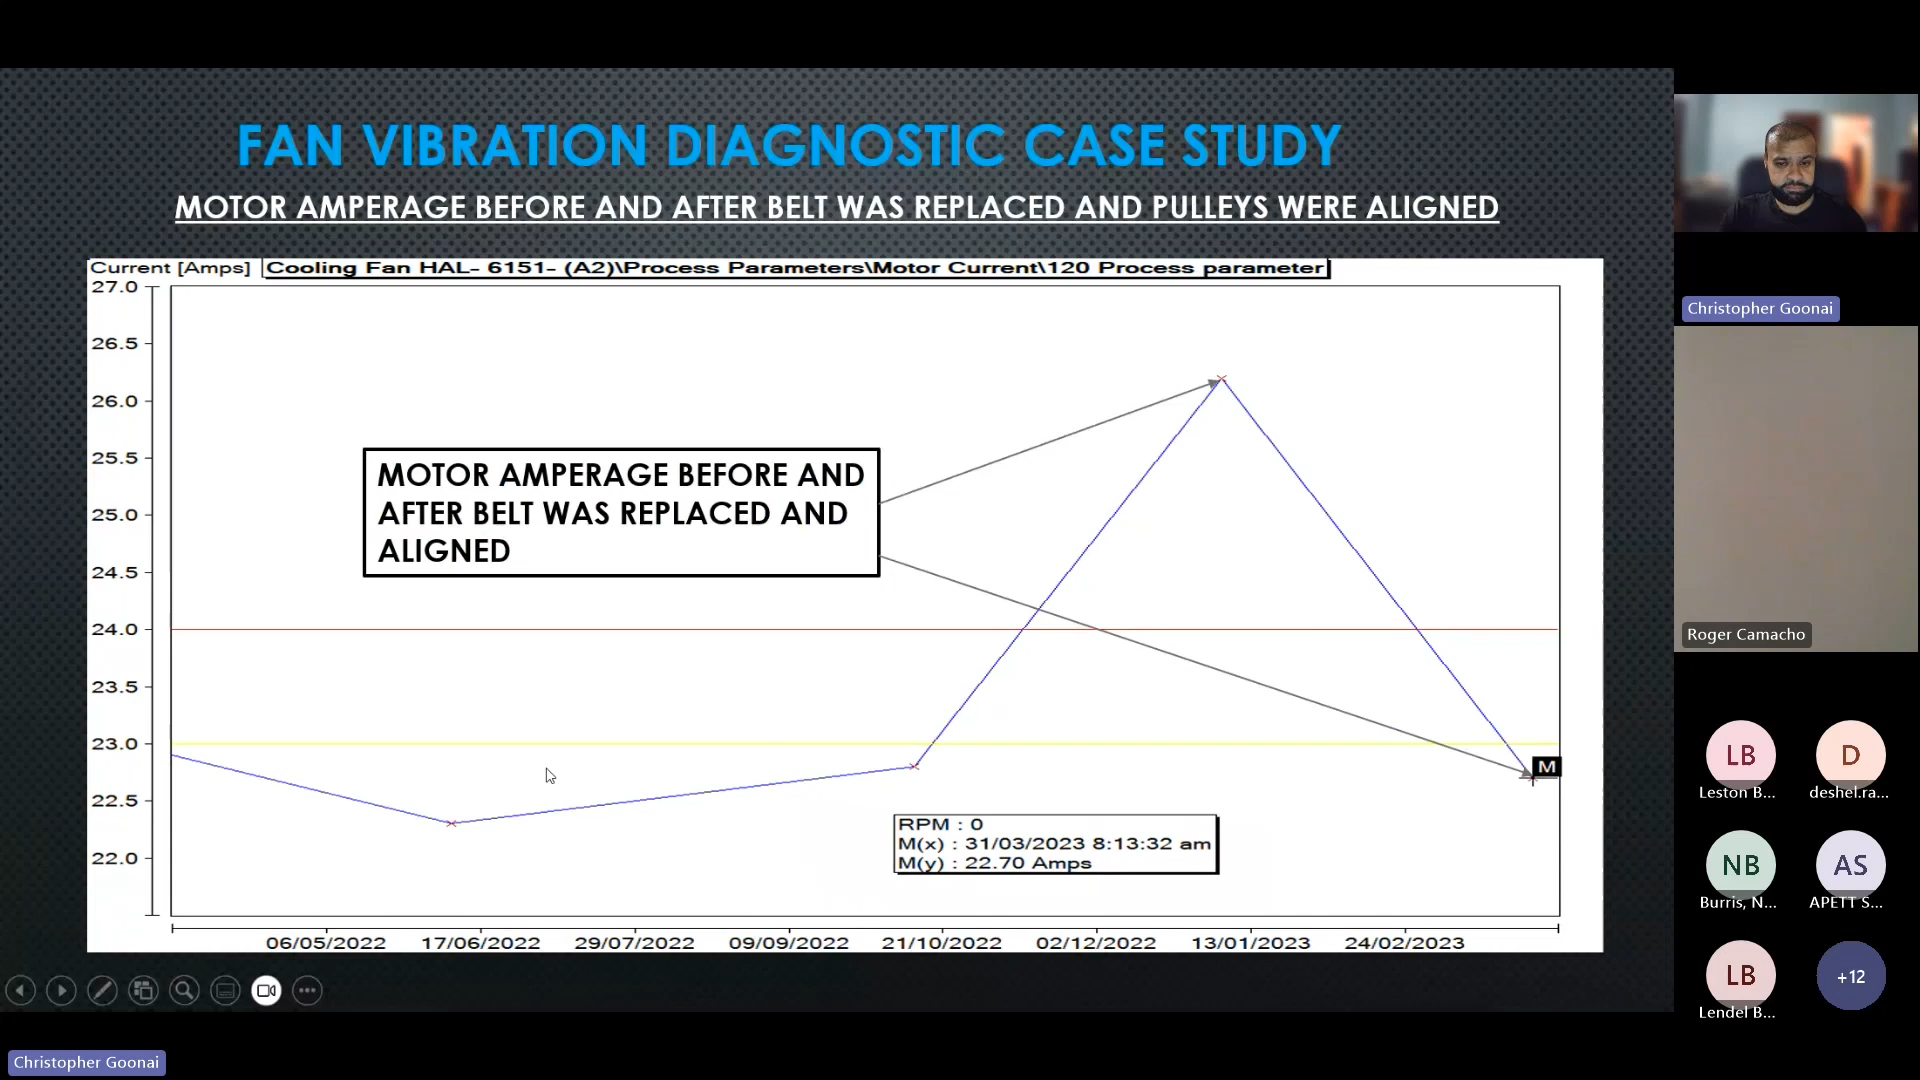 FAN VIBRATION DIAGNOSTIC CASE STUDY
MOTOR AMPERAGE BEFORE AND AFTER BELT WAS REPLACED AND PULLEYS WERE ALIGNED
Current [Amps]
Cooling Fan HAL- 6151- (A2)\Process Parameters\Motor Current\120 Process parameter
27.0
26.5
26.0
25.5
25.0
24.5
24.0
23.5
23.0
22.5
22.0
MOTOR AMPERAGE BEFORE AND
AFTER BELT WAS REPLACED AND
ALIGNED
M
RPM : 0
M(x) : 31/03/2023 8:13:32 am
M(y) : 22.70 Amps
06/05/2022 17/06/2022 29/07/2022 09/09/2022 21/10/2022 02/12/2022 13/01/2023 24/02/2023
Christopher Goonai
Christopher Goonai
Roger Camacho
LB
Leston B...
D
deshel.ra...
NB
Burris, N...
AS
APETT S...
LB
Lendel B...
+12